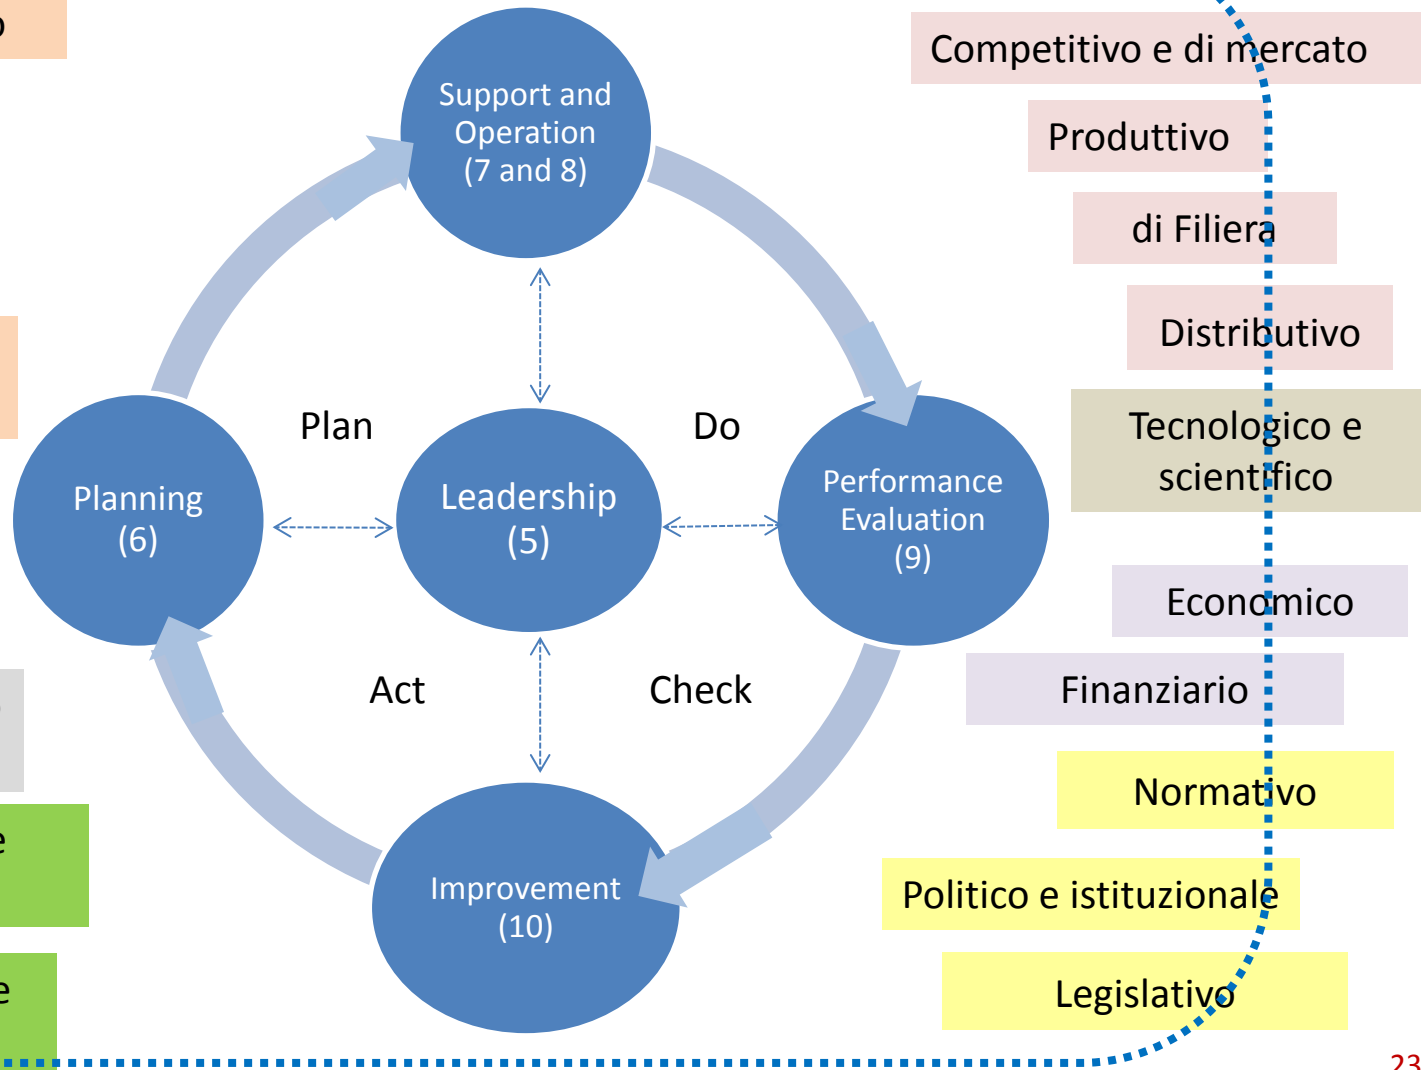 o
Competitivo e di mercato
Support and
Operation
(7 and 8)
Produttivo
di Filiera
Distributivo
Plan
Do
Tecnologico e
scientifico
Planning
(6)
Leadership
(5)
Performance
Evaluation
(9)
Economico
Act
Check
Finanziario
Normativo
e
Improvement
(10)
Politico e istituzionale
e
Legislativo
23